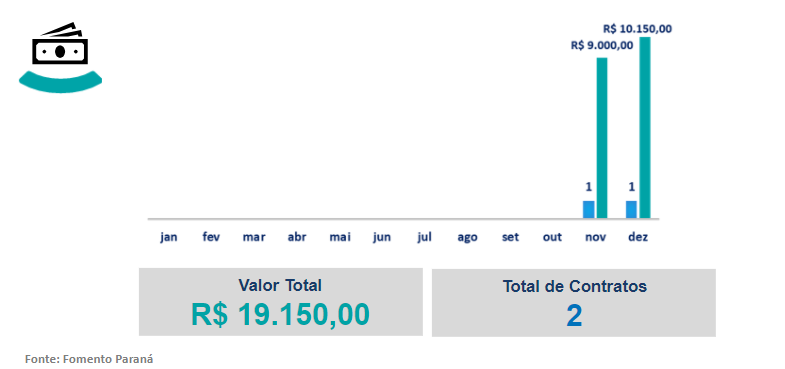 R$ 10.150,00
R$ 9.000,00
1
1
jan fev mar abr mai jun jul ago set out nov dez
Valor Total
R$ 19.150,00
Total de Contratos
2
Fonte: Fomento Paraná